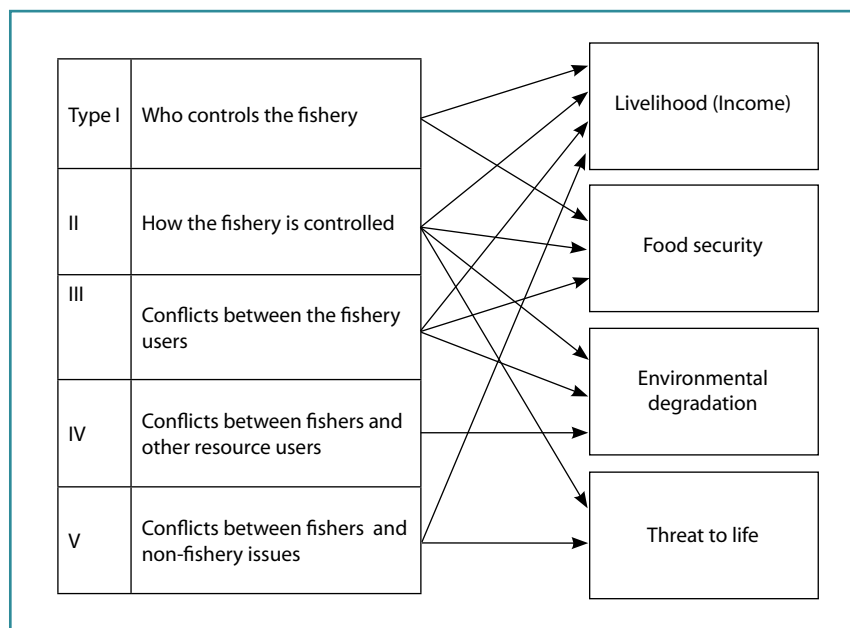 Type I
Who controls the fishery
II
How the fishery is controlled
III
Conflicts between the fishery
users
IV
Conflicts between fishers and
other resource users
V
Conflicts between fishers and
non-fishery issues
Livelihood (Income)
Food security
Environmental
degradation
Threat to life